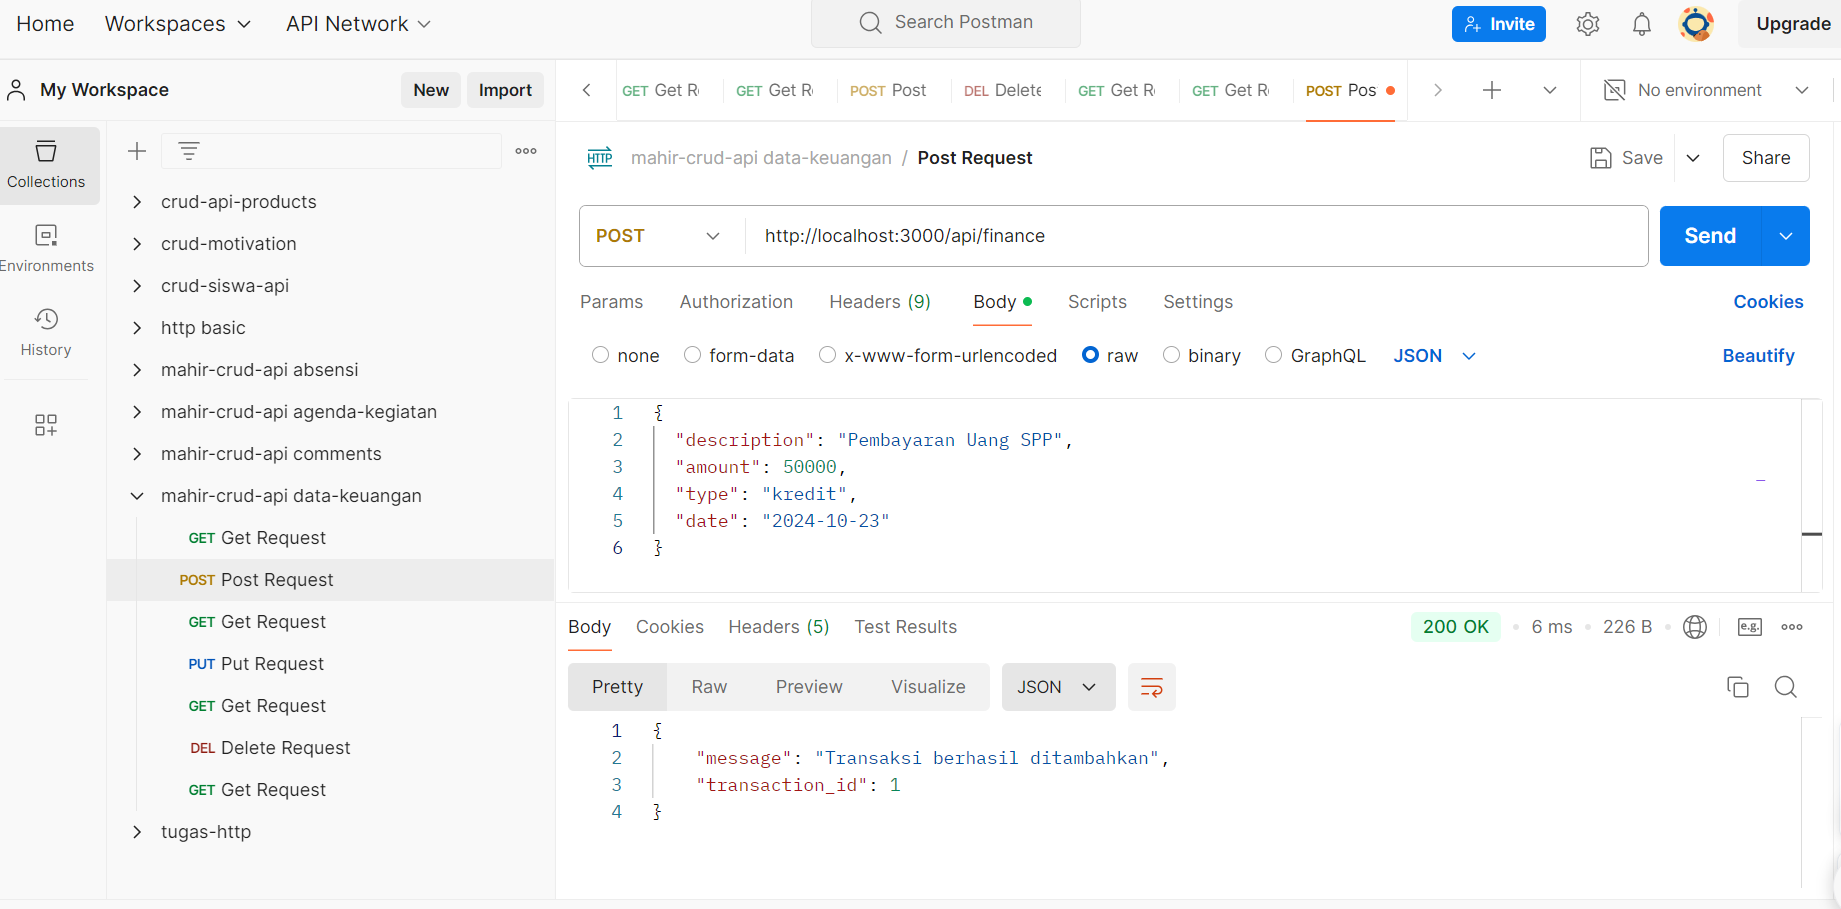 Home Workspaces API Network Search Postman Invite Upgrade
My Workspace New Import
GET Get R GET Get R POST Post DEL Delete GET Get R GET Get R POST Pos No environment
Collections
Environments
History
crud-api-products
crud-motivation
crud-siswa-api
http basic
mahir-crud-api absensi
mahir-crud-api agenda-kegiatan
mahir-crud-api comments
mahir-crud-api data-keuangan
GET Get Request
POST Post Request
GET Get Request
PUT Put Request
GET Get Request
DEL Delete Request
GET Get Request
tugas-http
HTTP mahir-crud-api data-keuangan / Post Request Save Share
POST http://localhost:3000/api/finance Send
Params Authorization Headers (9) Body Scripts Settings Cookies
none form-data x-www-form-urlencoded raw binary GraphQL JSON Beautify
1 {
2 "description": "Pembayaran Uang SPP",
3 "amount": 50000,
4 "type": "kredit",
5 "date": "2024-10-23"
6 }
Body Cookies Headers (5) Test Results 200 OK 6 ms 226 B e.g.
Pretty Raw Preview Visualize JSON
1 {
2 "message": "Transaksi berhasil ditambahkan",
3 "transaction_id": 1
4 }